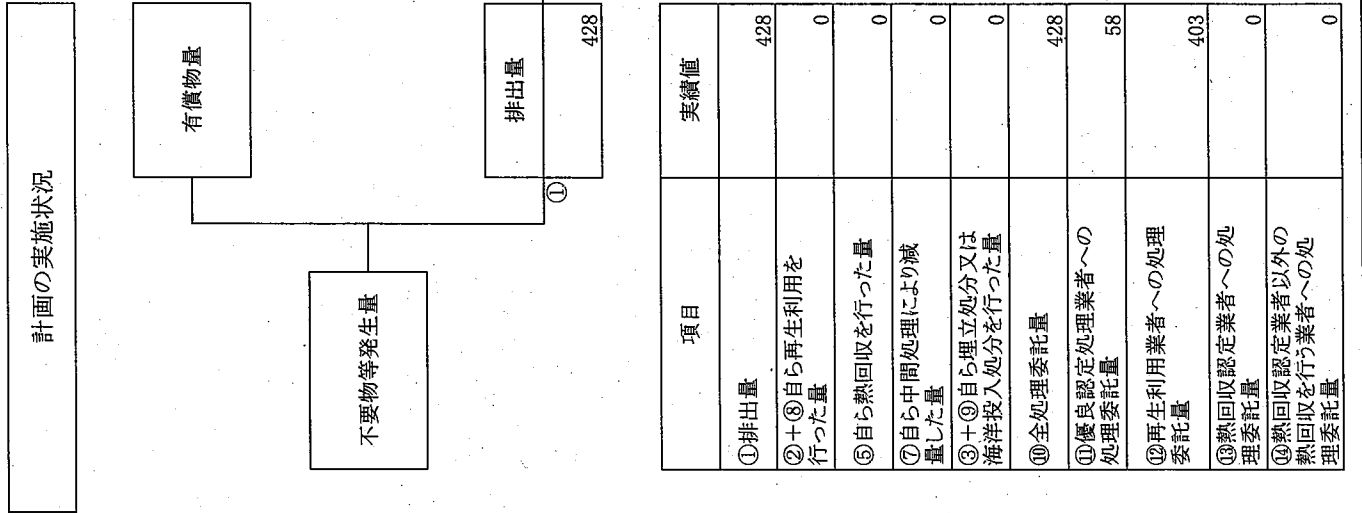 計画の実施状況
有償物量
不要物等発生量
排出量
①
428
項目
実績値
①排出量
428
②+⑧自ら再生利用を
行った量
0
⑤自ら熱回収を行った量
0
⑦自ら中間処理により減
量した量
0
③+⑨自ら埋立処分又は
海洋投入処分を行った量
0
⑩全処理委託量
428
⑪優良認定処理業者への
処理委託量
58
⑫再生利用業者への処理
委託量
403
⑬熱回収認定業者への処
理委託量
0
⑭熱回収認定業者以外の
熱回収を行う業者への処
理委託量
0